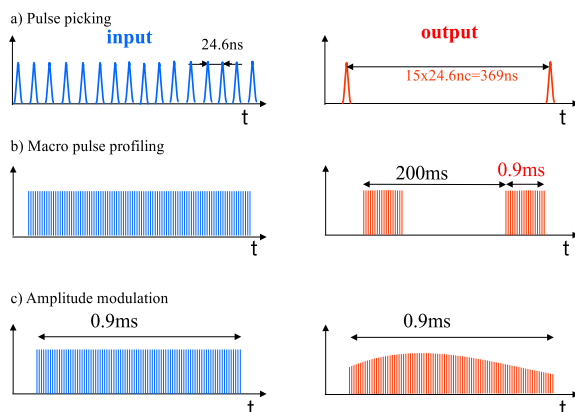 a) Pulse picking
input
24.6ns
t
output
15x24.6nc=369ns
t
b) Macro pulse profiling
t
200ms
0.9ms
t
c) Amplitude modulation
0.9ms
t
0.9ms
t